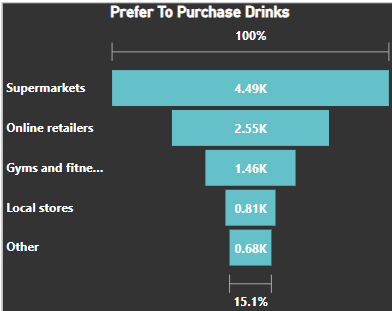 Prefer To Purchase Drinks
100%
Supermarkets 4.49K
Online retailers 2.55K
Gyms and fitne... 1.46K
Local stores 0.81K
Other 0.68K
15.1%